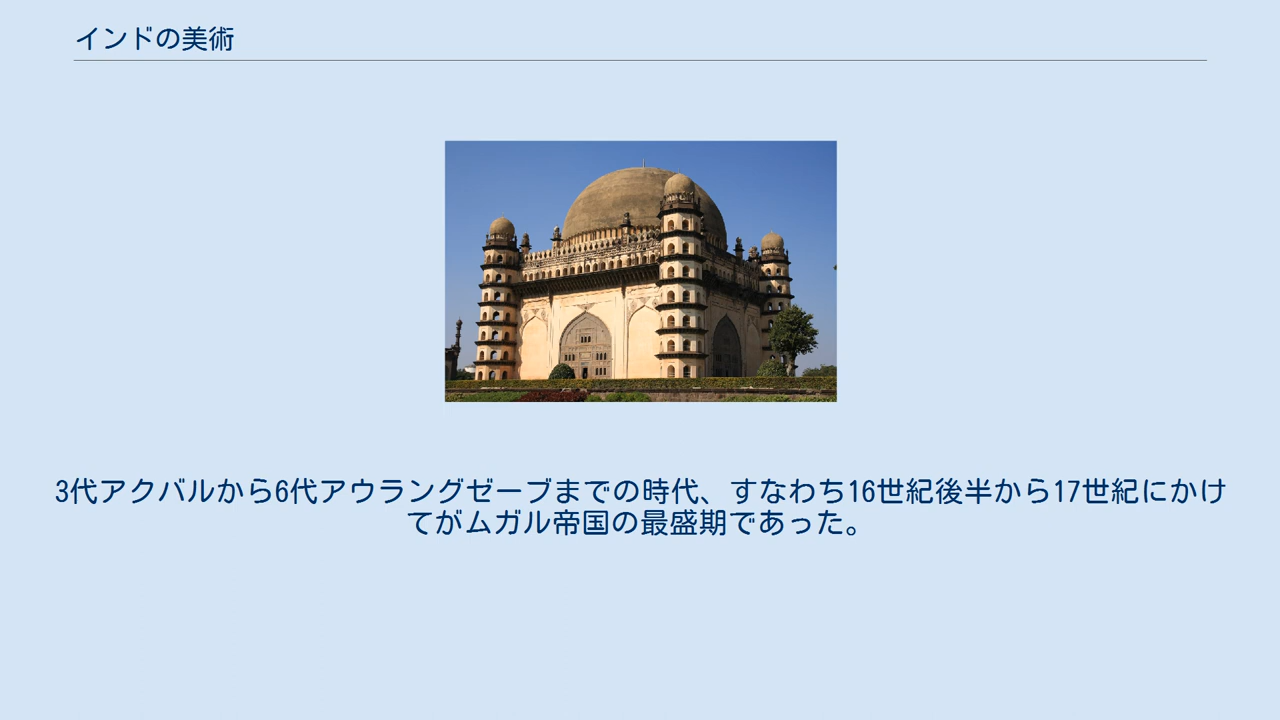 インドの美術
3代アクバルから6代アウラングゼーブまでの時代、すなわち16世紀後半から17世紀にかけ
てがムガル帝国の最盛期であった。